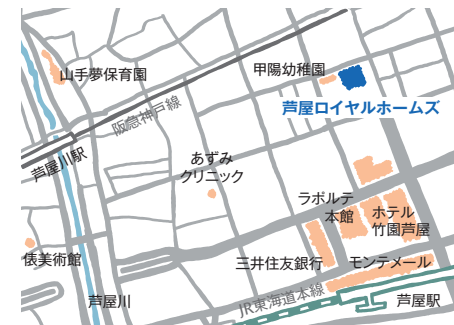 甲陽幼稚園
山手夢保育園
芦屋ロイヤルホームズ
阪急神戸線
芦屋川駅
あずみ
クリニック
ラポルテ
本館
ホテル
竹園芦屋
俵美術館
三井住友銀行
モンテメール
芦屋川
JR東海道本線
芦屋駅